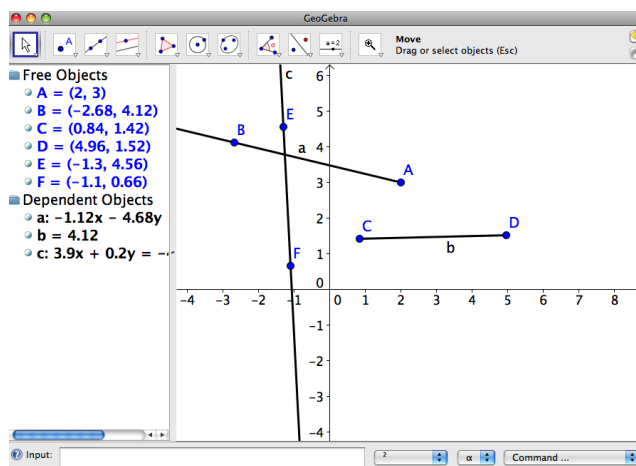 GeoGebra
Move
Drag or select objects (Esc)
A
α
a=2
Free Objects
A = (2, 3)
B = (−2.68, 4.12)
C = (0.84, 1.42)
D = (4.96, 1.52)
E = (−1.3, 4.56)
F = (−1.1, 0.66)
Dependent Objects
a: −1.12x − 4.68y
b = 4.12
c: 3.9x + 0.2y = −
c
E
B
a
A
C
D
b
F
6
5
4
3
2
1
0
−1
−2
−3
−4
−4 −3 −2 −1 0 1 2 3 4 5 6 7 8
Input:
2
α
Command ...